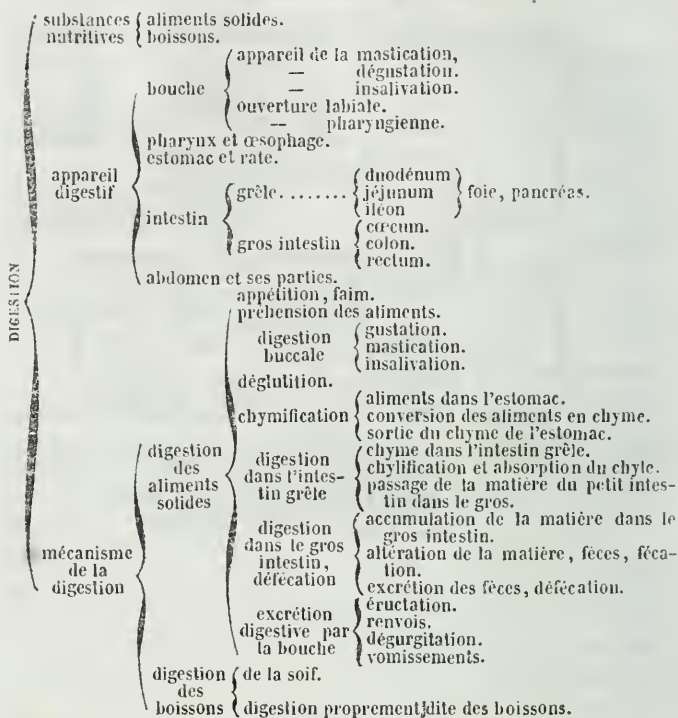 DIGESTION
substances nutritives
aliments solides.
boissons.
appareil digestif
bouche
appareil de la mastication,
— dégustation.
— insalivation.
ouverture labiale.
— pharyngienne.
pharynx et œsophage.
estomac et rate.
intestin
grêle........
duodénum
jéjunum
iléon
foie, pancréas.
gros intestin
cœcum.
colon.
rectum.
abdomen et ses parties.
mécanisme de la digestion
digestion des aliments solides
appétition, faim.
préhension des aliments.
digestion buccale
gustation.
mastication.
insalivation.
déglutition.
chymification
aliments dans l'estomac.
conversion des aliments en chyme.
sortie du chyme de l'estomac.
digestion dans l'intes-
tin grêle
chyme dans l'intestin grêle.
chylification et absorption du chyle.
passage de la matière du petit intes-
tin dans le gros.
digestion dans le gros intestin, défécation
accumulation de la matière dans le
gros intestin.
altération de la matière, fèces, féca-
tion.
excrétion des fèces, défécation.
excrétion digestive par la bouche
éructation.
renvois.
dégurgitation.
vomissements.
digestion des boissons
de la soif.
digestion proprement dite des boissons.